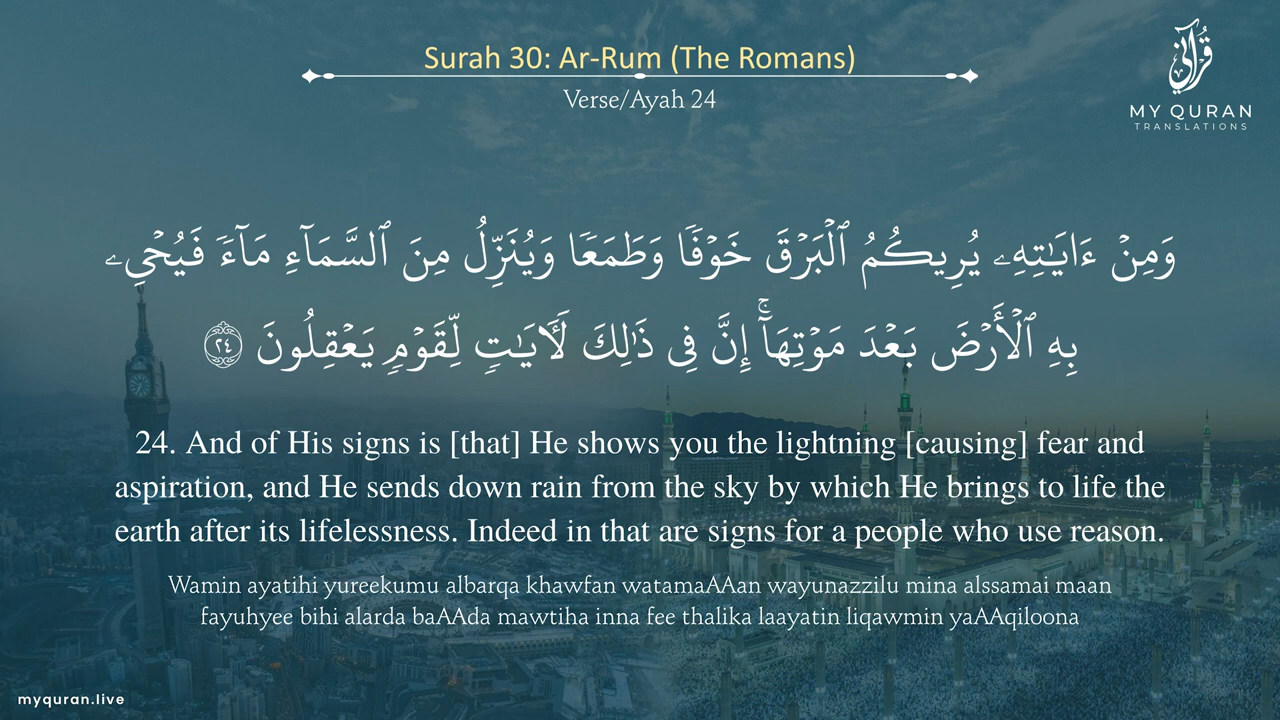 Surah 30: Ar-Rum (The Romans)
Verse/Ayah 24
قرآني
MY QURAN
TRANSLATIONS
وَمِنْ ءَايَـٰتِهِۦ يُرِيكُمُ ٱلْبَرْقَ خَوْفًا وَطَمَعًا وَيُنَزِّلُ مِنَ ٱلسَّمَآءِ مَآءً فَيُحْىِۦ
بِهِ ٱلْأَرْضَ بَعْدَ مَوْتِهَآ ۚ إِنَّ فِى ذَٰلِكَ لَـَٔايَـٰتٍ لِّقَوْمٍ يَعْقِلُونَ ٢٤
24. And of His signs is [that] He shows you the lightning [causing] fear and
aspiration, and He sends down rain from the sky by which He brings to life the
earth after its lifelessness. Indeed in that are signs for a people who use reason.
Wamin ayatihi yureekumu albarqa khawfan watamaAAan wayunazzilu mina alssamai maan
fayuhyee bihi alarda baAAda mawtiha inna fee thalika laayatin liqawmin yaAAqiloona
myquran.live